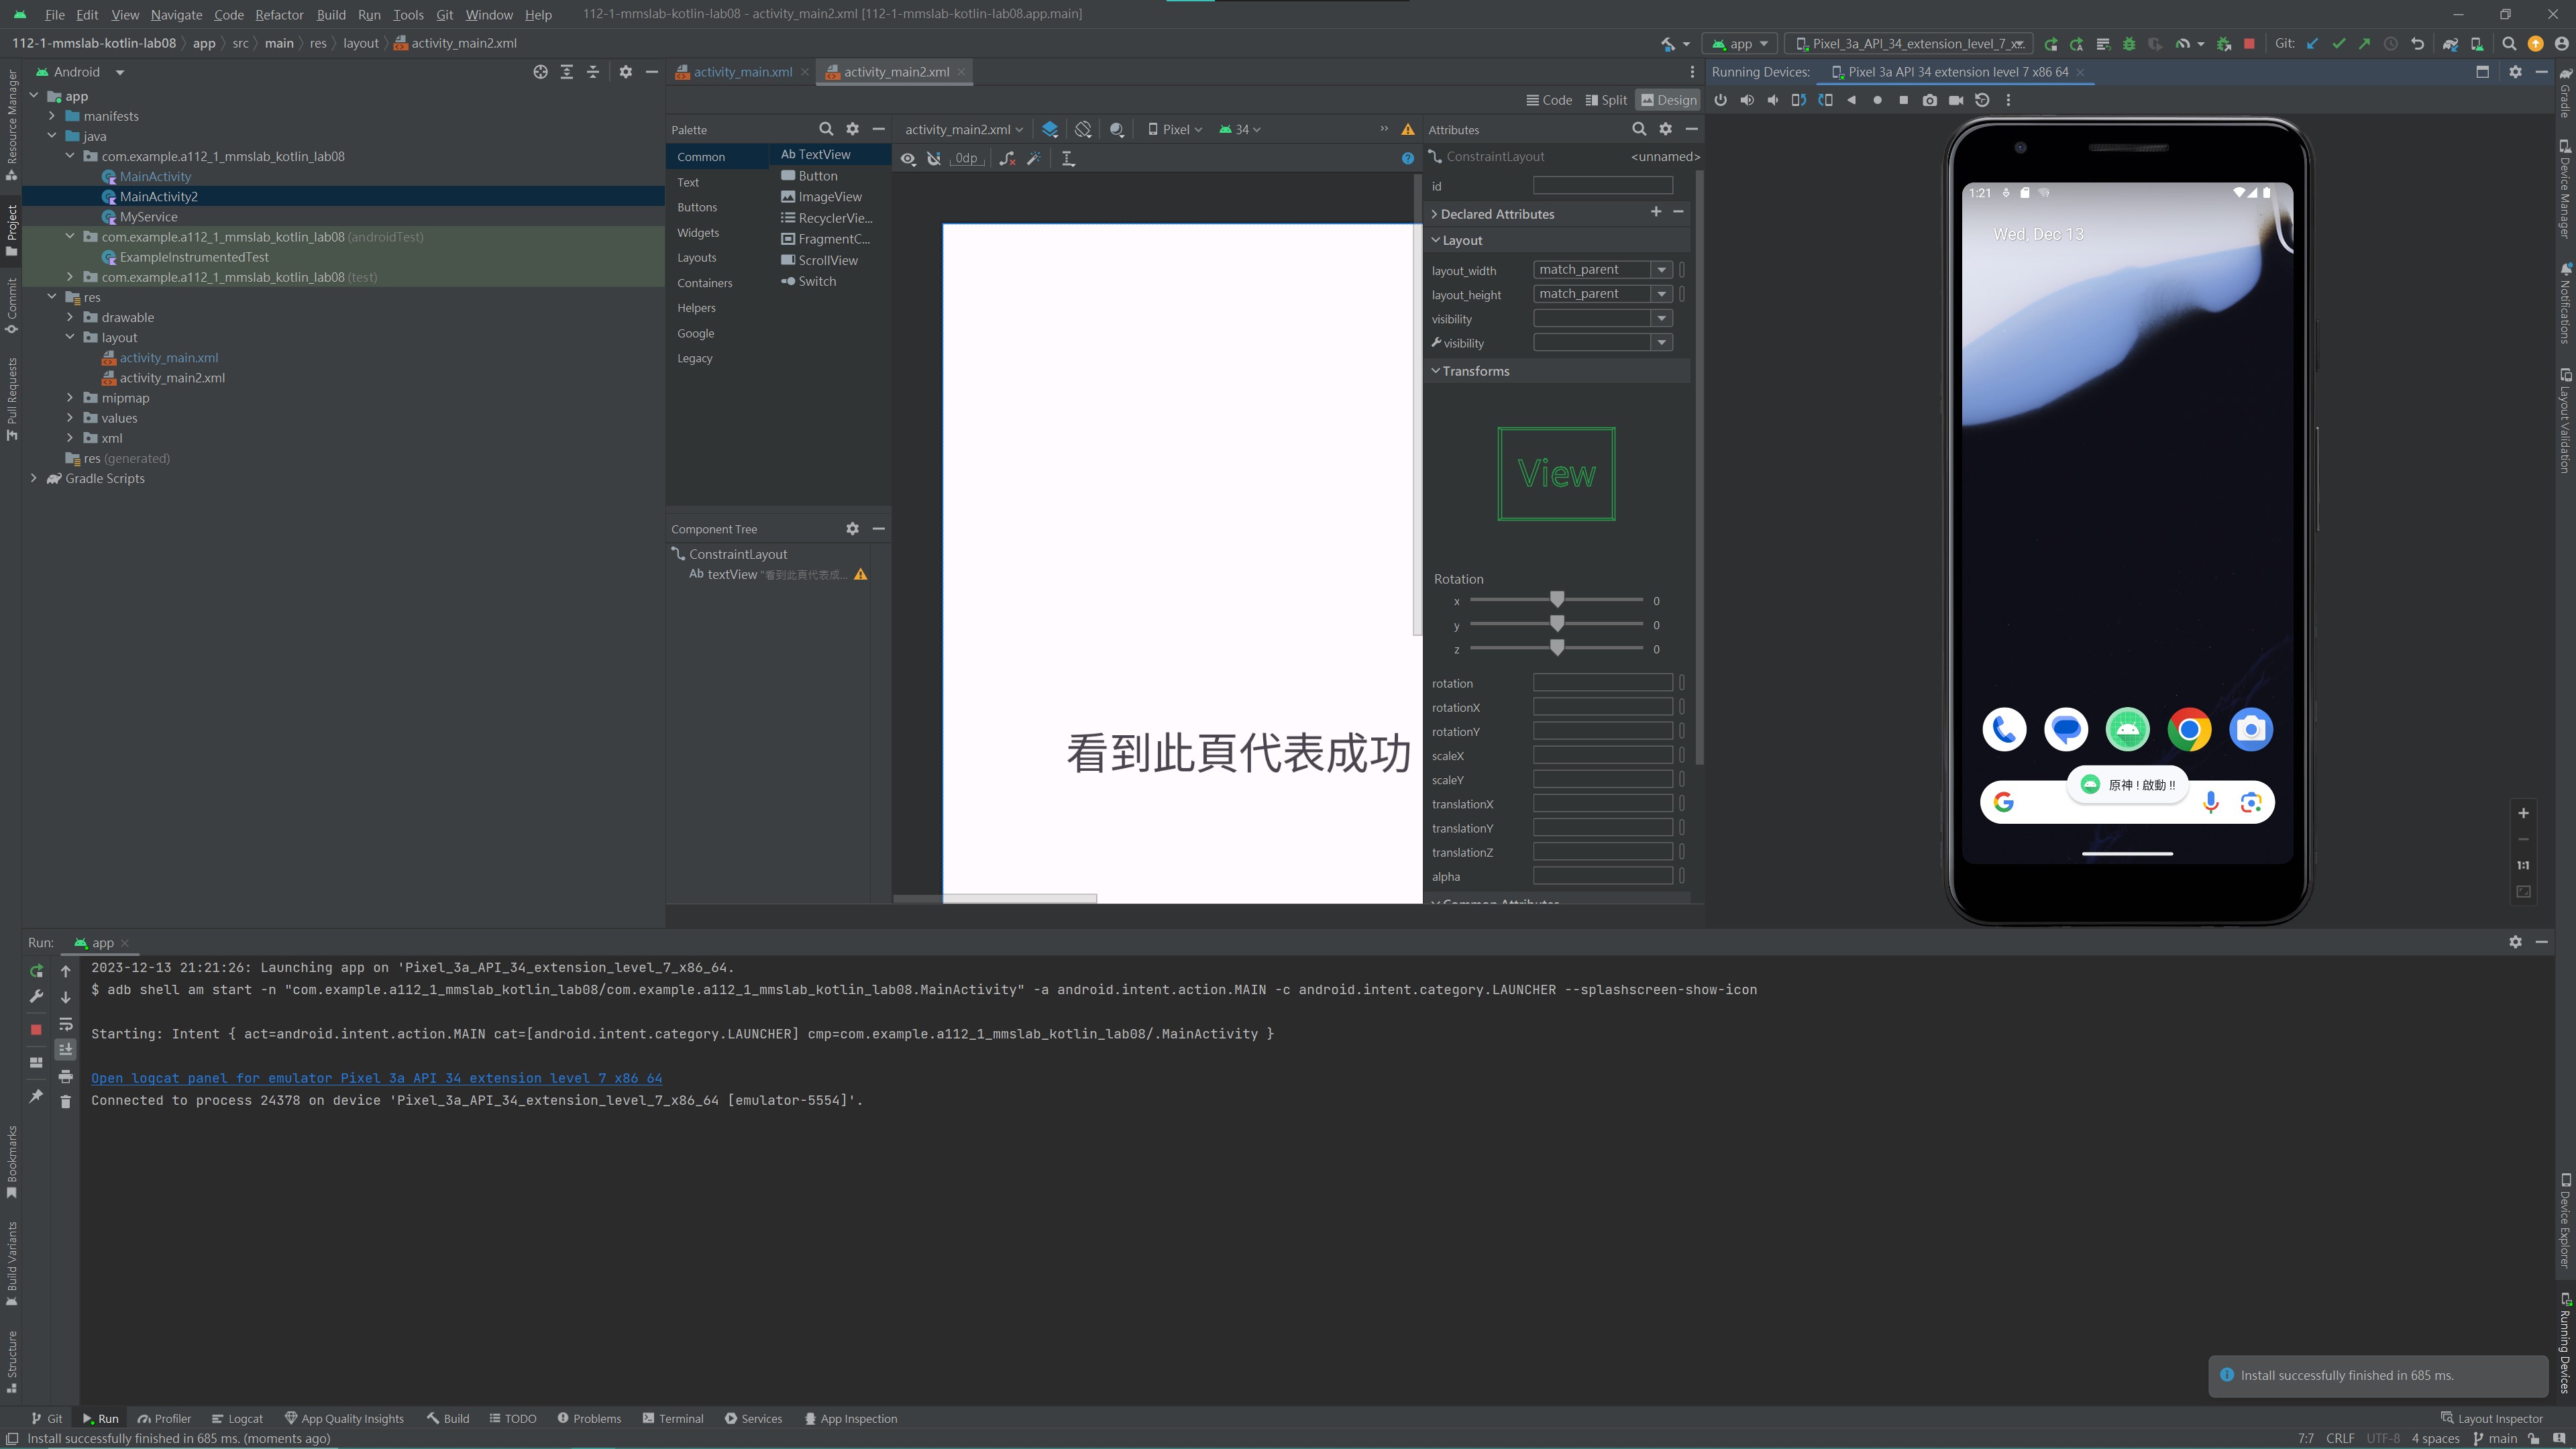 File Edit View Navigate Code Refactor Build Run Tools Git Window Help 112-1-mmslab-kotlin-lab08 - activity_main2.xml [112-1-mmslab-kotlin-lab08.app.main]
112-1-mmslab-kotlin-lab08 app src main res layout activity_main2.xml
app Pixel_3a_API_34_extension_level_7_x... Git:
Android
activity_main.xml activity_main2.xml
Running Devices: Pixel 3a API 34 extension level 7 x86 64
Code Split Design
Resource Manager
Project
Commit
Pull Requests
Bookmarks
Build Variants
Structure
app
manifests
java
com.example.a112_1_mmslab_kotlin_lab08
MainActivity
MainActivity2
MyService
com.example.a112_1_mmslab_kotlin_lab08 (androidTest)
ExampleInstrumentedTest
com.example.a112_1_mmslab_kotlin_lab08 (test)
res
drawable
layout
activity_main.xml
activity_main2.xml
mipmap
values
xml
res (generated)
Gradle Scripts
Palette
Common
Text
Buttons
Widgets
Layouts
Containers
Helpers
Google
Legacy
Ab TextView
Button
ImageView
RecyclerVie...
FragmentC...
ScrollView
Switch
Component Tree
ConstraintLayout
Ab textView "看到此頁代表成...
activity_main2.xml Pixel 34
0dp
看到此頁代表成功
Attributes
ConstraintLayout <unnamed>
id
Declared Attributes
Layout
layout_width match_parent
layout_height match_parent
visibility
visibility
Transforms
View
Rotation
x 0
y 0
z 0
rotation
rotationX
rotationY
scaleX
scaleY
translationX
translationY
translationZ
alpha
Common Attributes
1:21
Wed, Dec 13
原神 ! 啟動 !!
1:1
Gradle
Device Manager
Notifications
Layout Validation
Device Explorer
Running Devices
Run: app
2023-12-13 21:21:26: Launching app on 'Pixel_3a_API_34_extension_level_7_x86_64.
$ adb shell am start -n "com.example.a112_1_mmslab_kotlin_lab08/com.example.a112_1_mmslab_kotlin_lab08.MainActivity" -a android.intent.action.MAIN -c android.intent.category.LAUNCHER --splashscreen-show-icon
Starting: Intent { act=android.intent.action.MAIN cat=[android.intent.category.LAUNCHER] cmp=com.example.a112_1_mmslab_kotlin_lab08/.MainActivity }
Open logcat panel for emulator Pixel 3a API 34 extension level 7 x86 64
Connected to process 24378 on device 'Pixel_3a_API_34_extension_level_7_x86_64 [emulator-5554]'.
Install successfully finished in 685 ms.
Git Run Profiler Logcat App Quality Insights Build TODO Problems Terminal Services App Inspection Layout Inspector
Install successfully finished in 685 ms. (moments ago) 7:7 CRLF UTF-8 4 spaces main